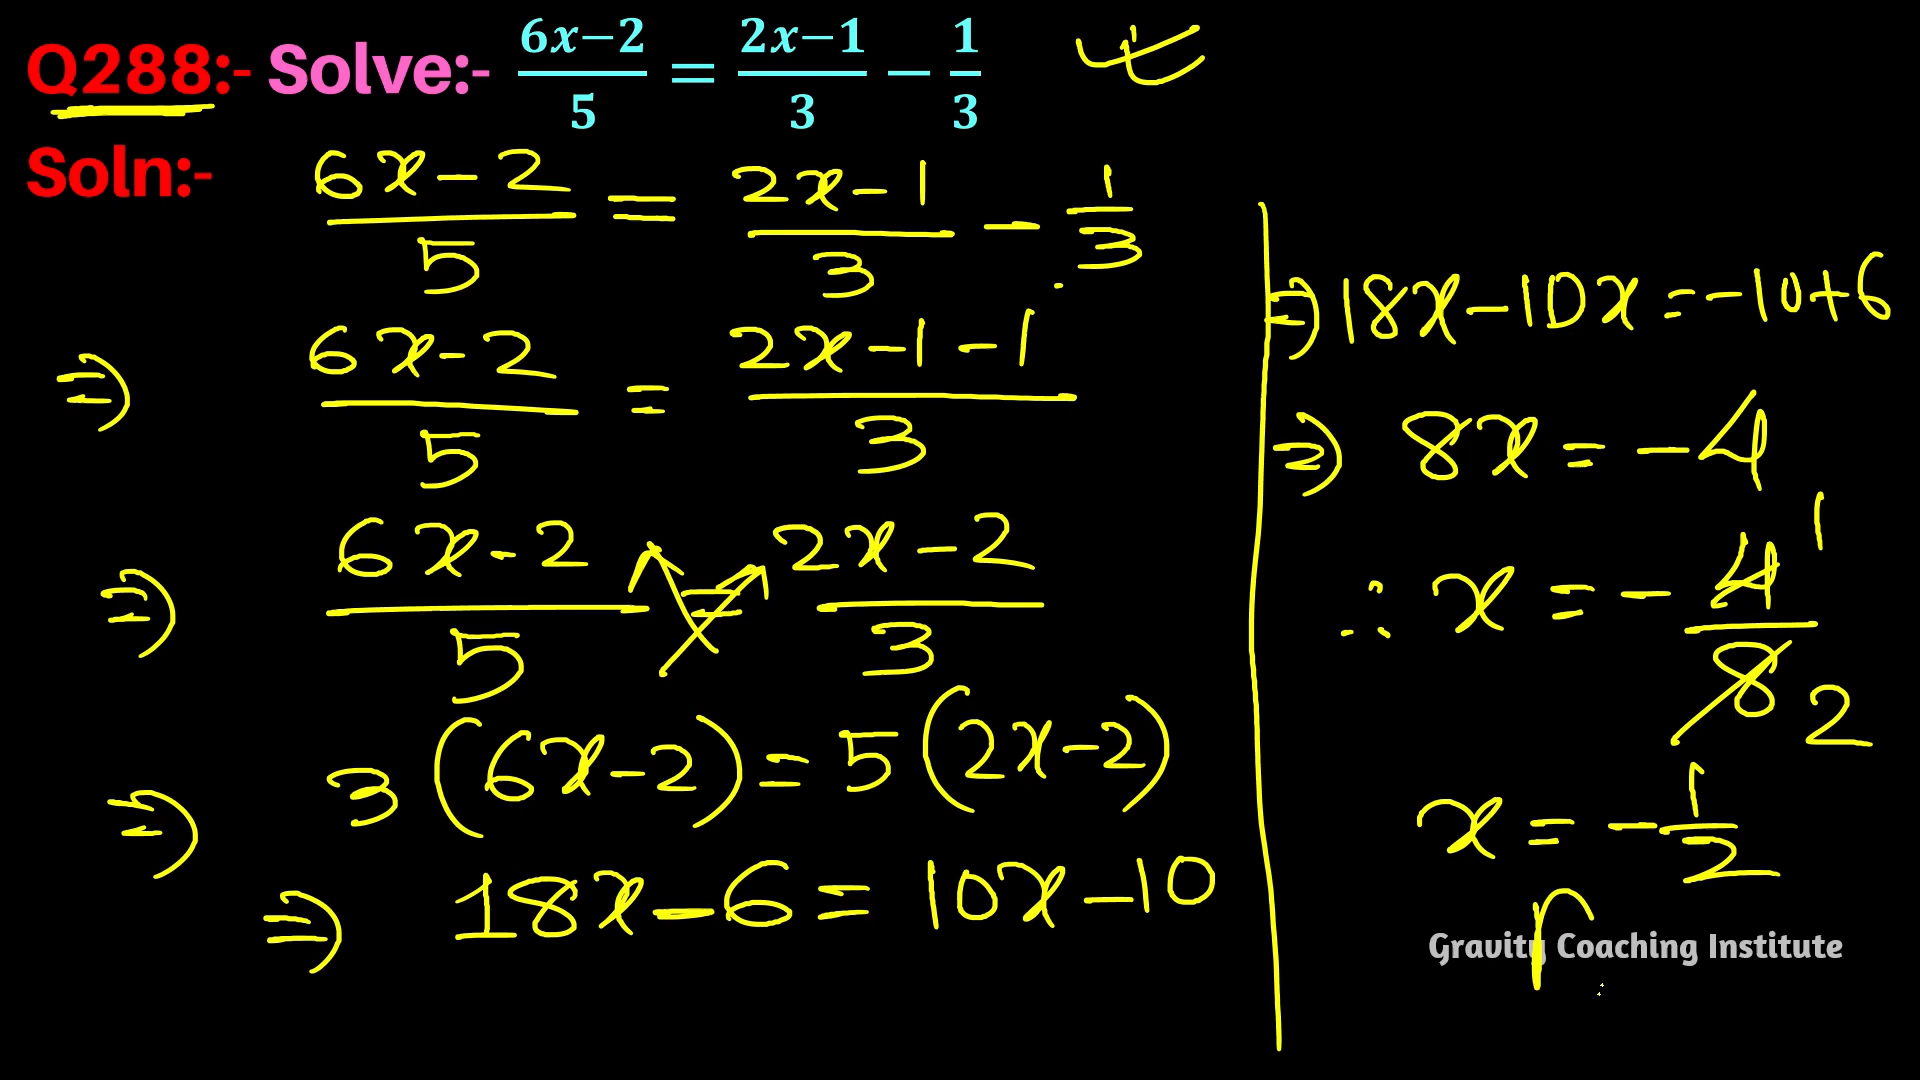 Q288:- Solve:- (6x−2)/5 = (2x−1)/3 − 1/3
Soln:- (6x-2)/5 = (2x-1)/3 - 1/3
⇒ (6x-2)/5 = (2x-1-1)/3
⇒ (6x-2)/5 = (2x-2)/3
⇒ 3(6x-2) = 5(2x-2)
⇒ 18x-6 = 10x-10
⇒ 18x-10x = -10+6
⇒ 8x = -4
∴ x = -4/8 1 2
x = -1/2
Gravity Coaching Institute